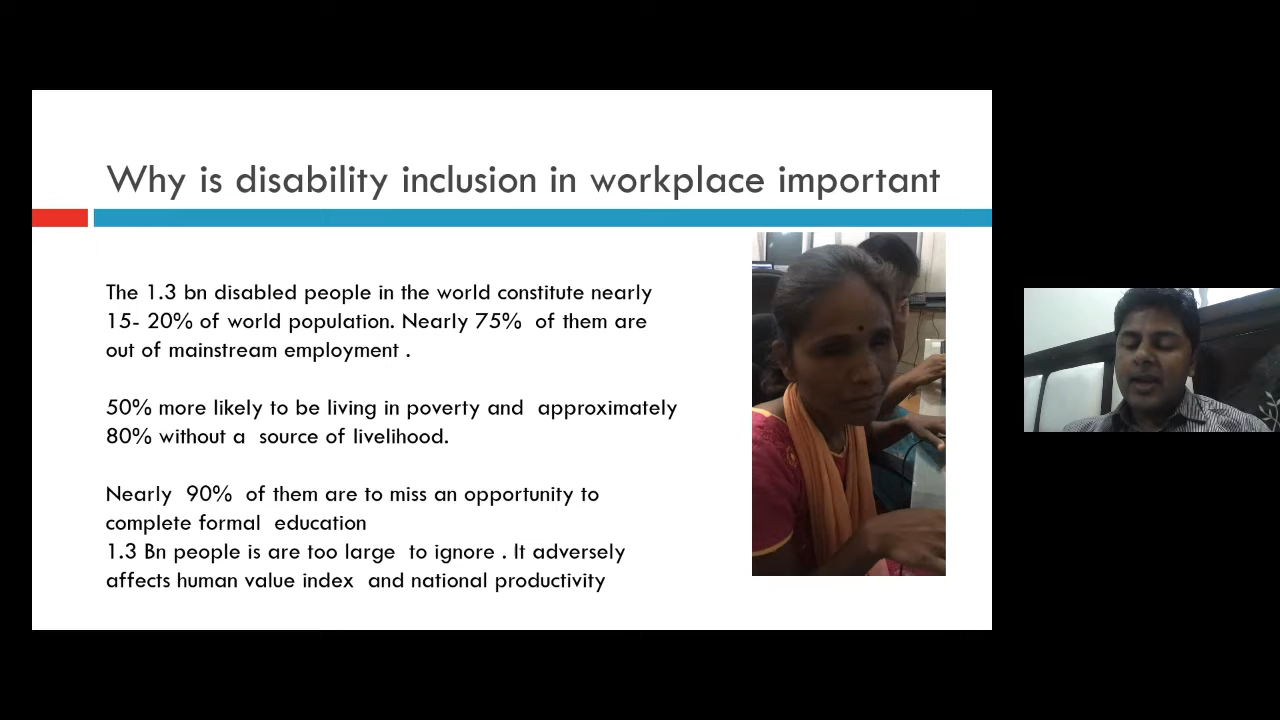 Why is disability inclusion in workplace important
The 1.3 bn disabled people in the world constitute nearly
15- 20% of world population. Nearly 75%  of them are
out of mainstream employment .
50% more likely to be living in poverty and  approximately
80% without a  source of livelihood.
Nearly  90%  of them are to miss an opportunity to
complete formal  education
1.3 Bn people is are too large  to ignore . It adversely
affects human value index  and national productivity